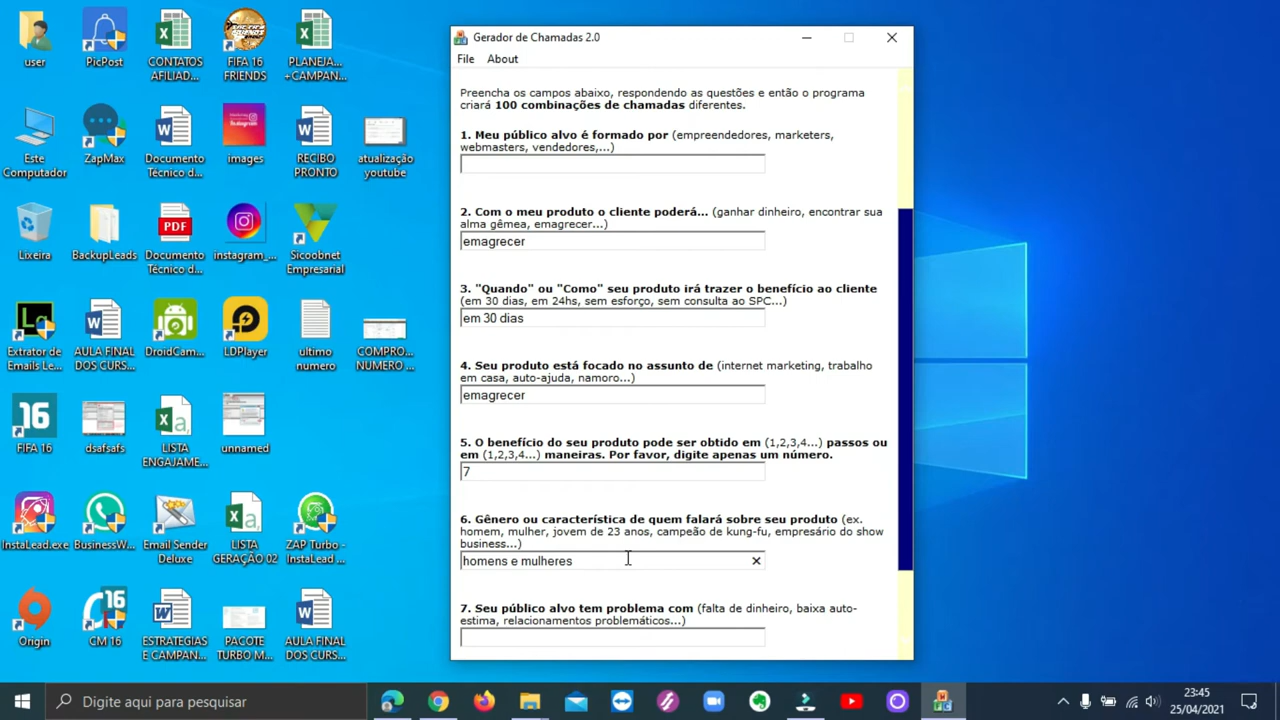 Gerador de Chamadas 2.0
File About
Preencha os campos abaixo, respondendo as questões e então o programa
criará 100 combinações de chamadas diferentes.
1. Meu público alvo é formado por (empreendedores, marketers,
webmasters, vendedores,...)
2. Com o meu produto o cliente poderá... (ganhar dinheiro, encontrar sua
alma gêmea, emagrecer...)
emagrecer
3. "Quando" ou "Como" seu produto irá trazer o benefício ao cliente
(em 30 dias, em 24hs, sem esforço, sem consulta ao SPC...)
em 30 dias
4. Seu produto está focado no assunto de (internet marketing, trabalho
em casa, auto-ajuda, namoro...)
emagrecer
5. O benefício do seu produto pode ser obtido em (1,2,3,4...) passos ou
em (1,2,3,4...) maneiras. Por favor, digite apenas um número.
7
6. Gênero ou característica de quem falará sobre seu produto (ex.
homem, mulher, jovem de 23 anos, campeão de kung-fu, empresário do show
business...)
homens e mulheres
7. Seu público alvo tem problema com (falta de dinheiro, baixa auto-
estima, relacionamentos problemáticos...)
user
PicPost
CONTATOS
AFILIAD...
FIFA 16
FRIENDS
PLANEJA...
+CAMPAN...
Este
Computador
ZapMax
Documento
Técnico d...
images
RECIBO
PRONTO
atualização
youtube
Lixeira
BackupLeads
PDF
Documento
Técnico d...
instagram_...
Sicoobnet
Empresarial
Extrator de
Emails Le...
AULA FINAL
DOS CURS...
DroidCam...
LDPlayer
ultimo
numero
COMPRO...
NUMERO ...
16
FIFA 16
dsafsafs
LISTA
ENGAJAME...
unnamed
InstaLead.exe
BusinessW...
Email Sender
Deluxe
LISTA
GERAÇÃO 02
ZAP Turbo -
InstaLead ...
Origin
CM 16
ESTRATEGIAS
E CAMPAN...
PACOTE
TURBO M...
AULA FINAL
DOS CURS...
Digite aqui para pesquisar
23:45
25/04/2021